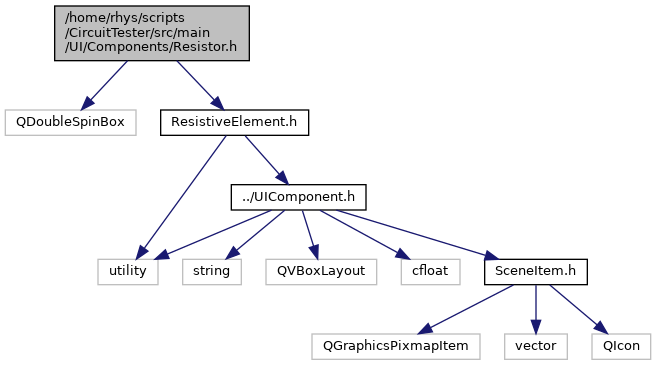 /home/rhys/scripts
/CircuitTester/src/main
/UI/Components/Resistor.h
QDoubleSpinBox
ResistiveElement.h
../UIComponent.h
utility
string
QVBoxLayout
cfloat
SceneItem.h
QGraphicsPixmapItem
vector
QIcon